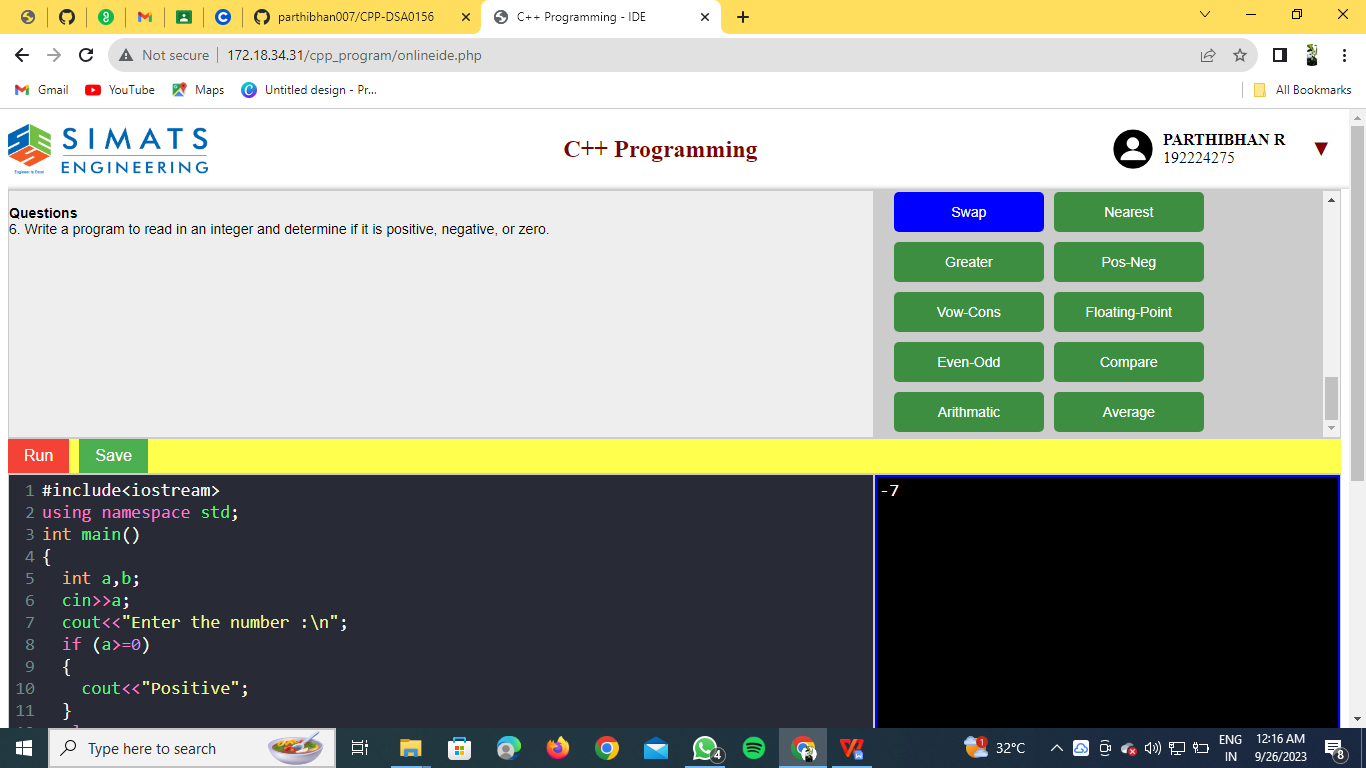 parthibhan007/CPP-DSA0156
C++ Programming - IDE
Not secure
172.18.34.31/cpp_program/onlineide.php
Gmail
YouTube
Maps
Untitled design - Pr...
All Bookmarks
SIMATS
ENGINEERING
C++ Programming
PARTHIBHAN R
192224275
Questions
6. Write a program to read in an integer and determine if it is positive, negative, or zero.
Swap
Nearest
Greater
Pos-Neg
Vow-Cons
Floating-Point
Even-Odd
Compare
Arithmatic
Average
Run
Save
1 #include<iostream>
2 using namespace std;
3 int main()
4 {
5   int a,b;
6   cin>>a;
7   cout<<"Enter the number :\n";
8   if (a>=0)
9   {
10     cout<<"Positive";
11   }
-7
Type here to search
4
1
32°C
ENG
IN
12:16 AM
9/26/2023
8